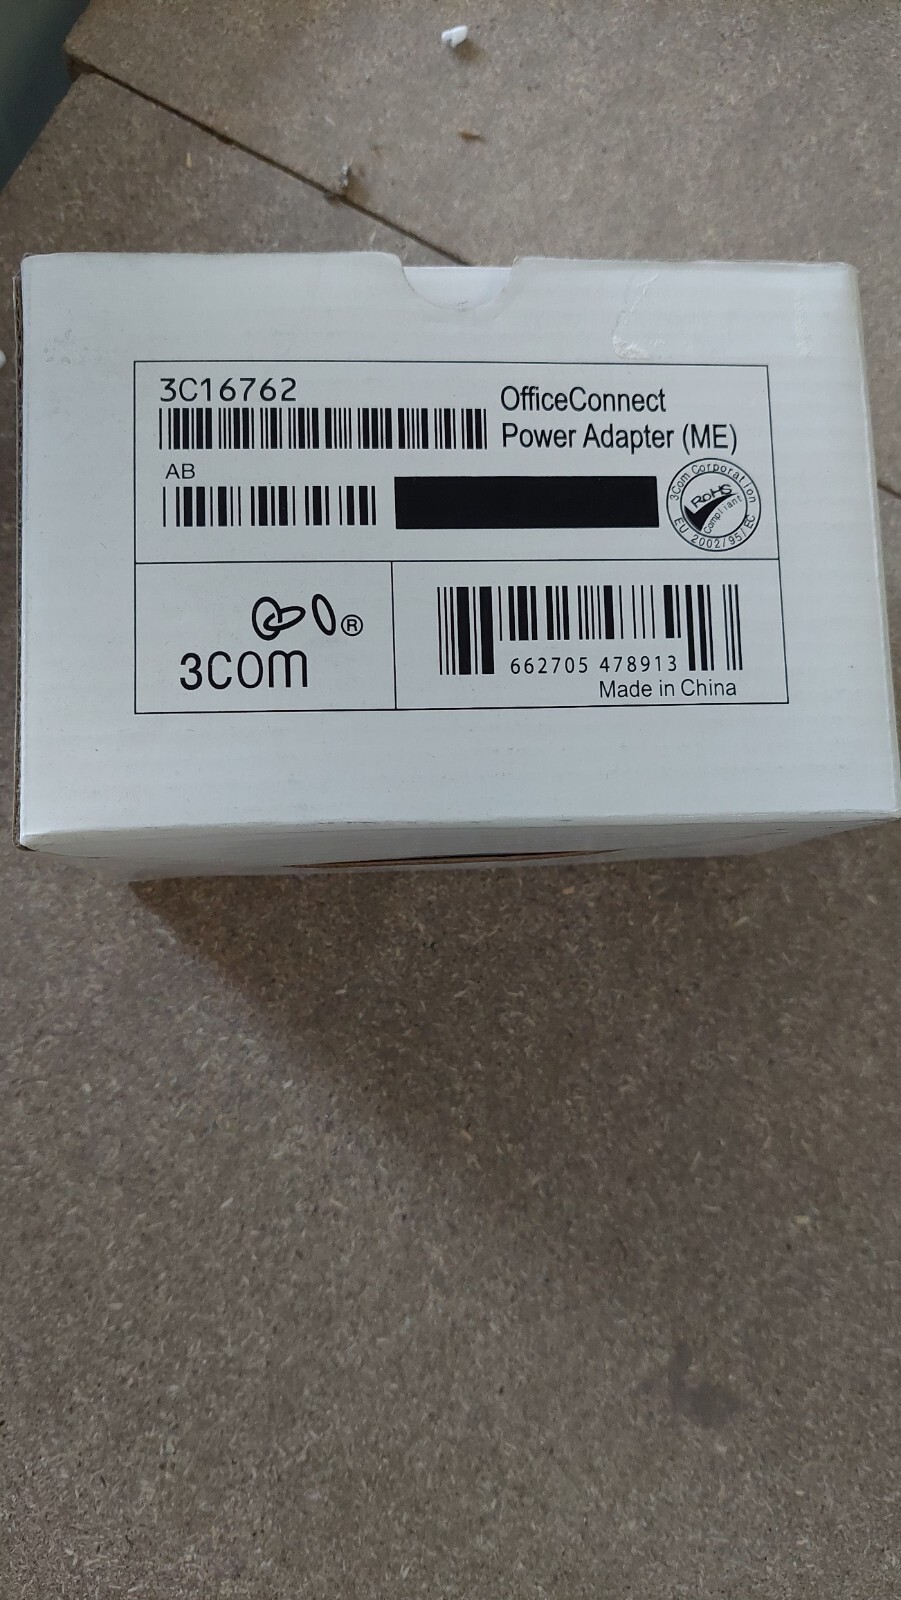 3C16762
OfficeConnect
Power Adapter (ME)
AB
3Com Corporation
RoHS
Compliant
EU 2002/95/EC
3COM®
662705 478913
Made in China